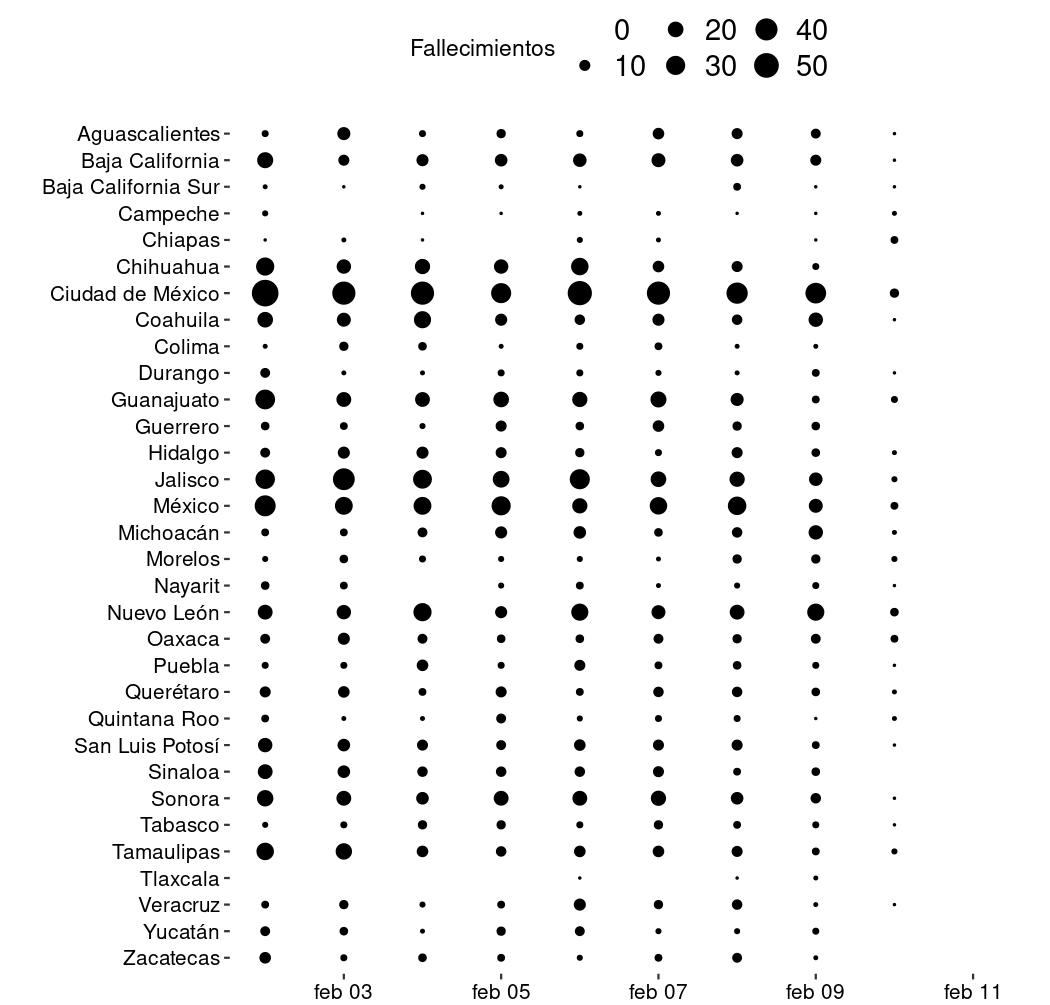 Fallecimientos
0 20 40
10 30 50
Aguascalientes
Baja California
Baja California Sur
Campeche
Chiapas
Chihuahua
Ciudad de México
Coahuila
Colima
Durango
Guanajuato
Guerrero
Hidalgo
Jalisco
México
Michoacán
Morelos
Nayarit
Nuevo León
Oaxaca
Puebla
Querétaro
Quintana Roo
San Luis Potosí
Sinaloa
Sonora
Tabasco
Tamaulipas
Tlaxcala
Veracruz
Yucatán
Zacatecas
feb 03 feb 05 feb 07 feb 09 feb 11